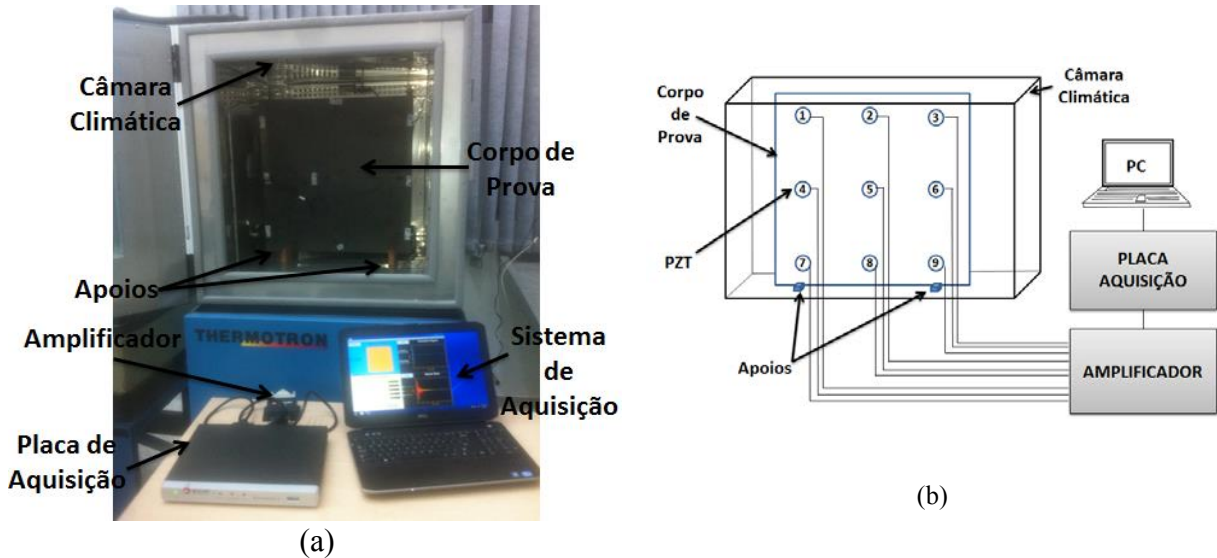 Câmara
Climática
Corpo de
Prova
Apoios
Amplificador
THERMOTRON
Sistema
de
Aquisição
Placa de
Aquisição
(a)
Corpo
de
Prova
Câmara
Climática
1 2 3
4 5 6
7 8 9
PZT
Apoios
PC
PLACA
AQUISIÇÃO
AMPLIFICADOR
(b)